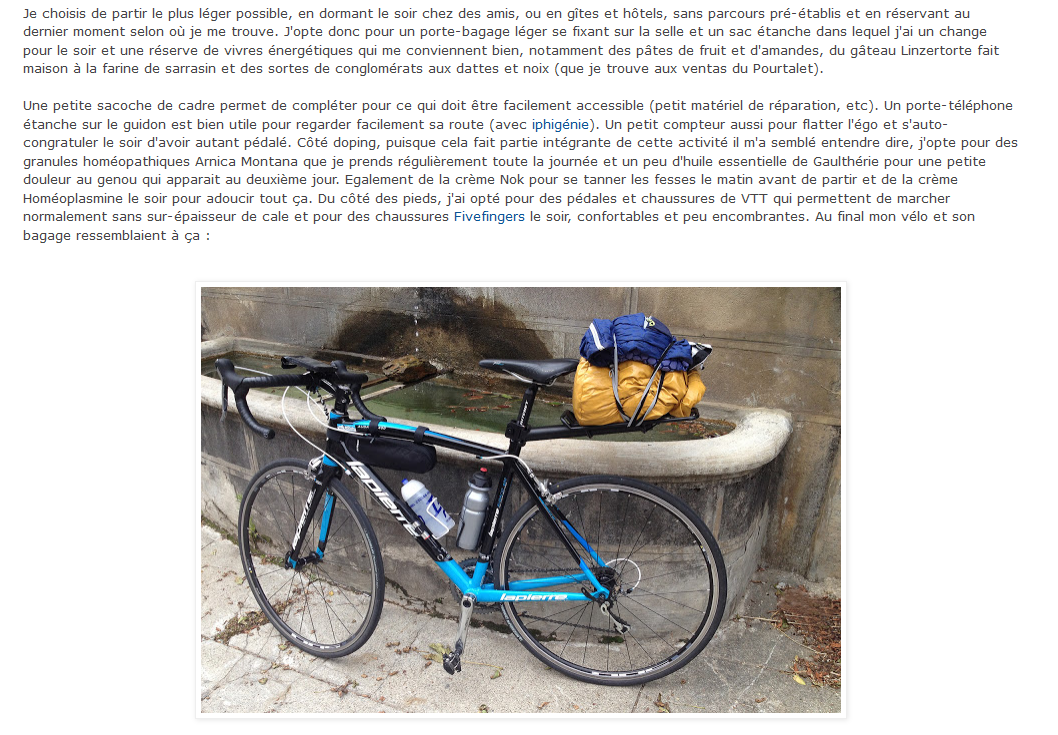 Je choisis de partir le plus léger possible, en dormant le soir chez des amis, ou en gîtes et hôtels, sans parcours pré-établis et en réservant au
dernier moment selon où je me trouve. J'opte donc pour un porte-bagage léger se fixant sur la selle et un sac étanche dans lequel j'ai un change
pour le soir et une réserve de vivres énergétiques qui me conviennent bien, notamment des pâtes de fruit et d'amandes, du gâteau Linzertorte fait
maison à la farine de sarrasin et des sortes de conglomérats aux dattes et noix (que je trouve aux ventas du Pourtalet).
Une petite sacoche de cadre permet de compléter pour ce qui doit être facilement accessible (petit matériel de réparation, etc). Un porte-téléphone
étanche sur le guidon est bien utile pour regarder facilement sa route (avec iphigénie). Un petit compteur aussi pour flatter l'égo et s'auto-
congratuler le soir d'avoir autant pédalé. Côté doping, puisque cela fait partie intégrante de cette activité il m'a semblé entendre dire, j'opte pour des
granules homéopathiques Arnica Montana que je prends régulièrement toute la journée et un peu d'huile essentielle de Gaulthérie pour une petite
douleur au genou qui apparait au deuxième jour. Egalement de la crème Nok pour se tanner les fesses le matin avant de partir et de la crème
Homéoplasmine le soir pour adoucir tout ça. Du côté des pieds, j'ai opté pour des pédales et chaussures de VTT qui permettent de marcher
normalement sans sur-épaisseur de cale et pour des chaussures Fivefingers le soir, confortables et peu encombrantes. Au final mon vélo et son
bagage ressemblaient à ça :
lapierre
lapierre
lapierre